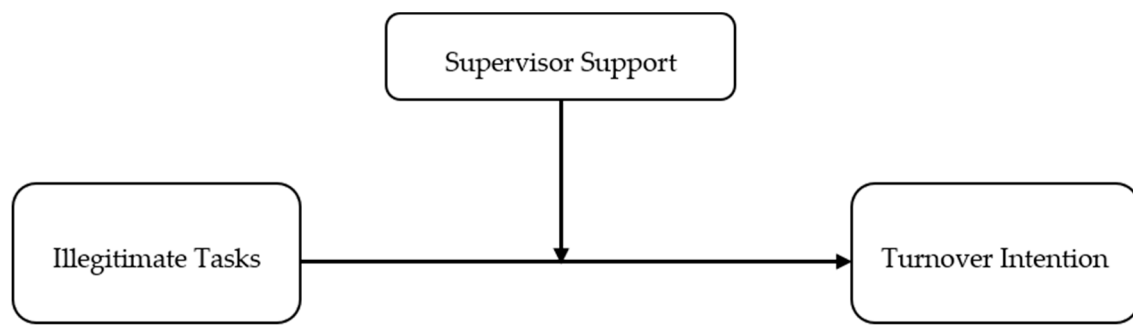 Supervisor Support
Illegitimate Tasks
Turnover Intention